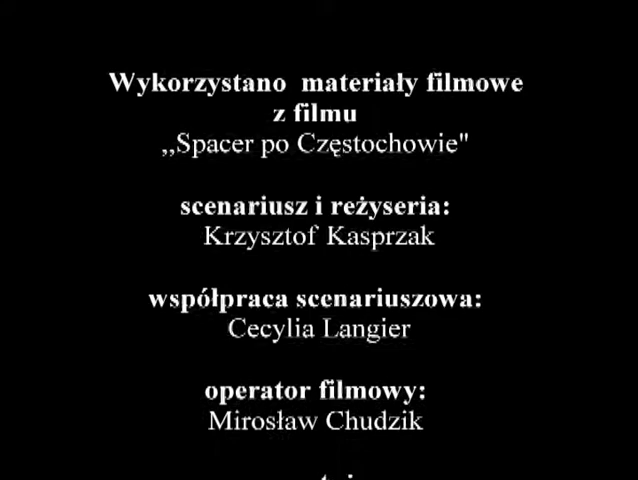 Wykorzystano materiały filmowe
z filmu
,,Spacer po Częstochowie"
scenariusz i reżyseria:
Krzysztof Kasprzak
współpraca scenariuszowa:
Cecylia Langier
operator filmowy:
Mirosław Chudzik